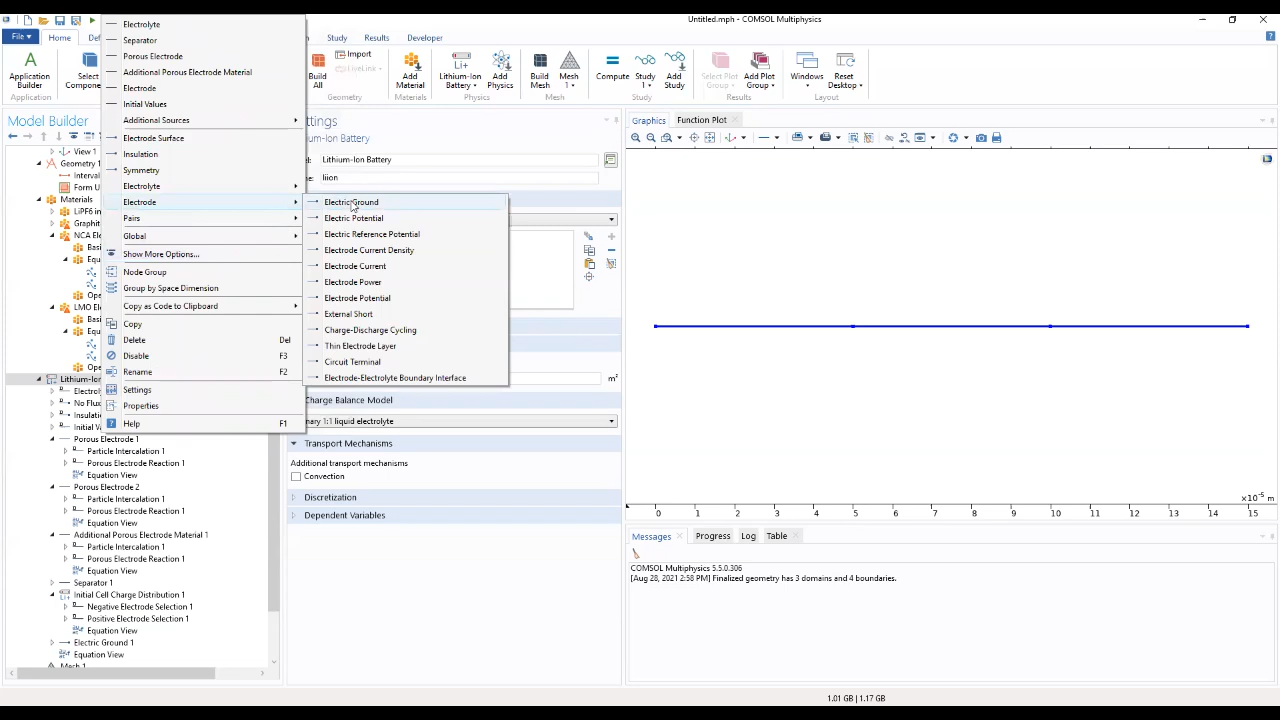 Untitled.mph - COMSOL Multiphysics
File
Home
Def
Study
Results
Developer
Application
Builder
Application
Select
Compone
Build
All
Import
LiveLink
Geometry
Add
Material
Materials
Lithium-Ion
Battery
Add
Physics
Physics
Build
Mesh
Mesh
1
Mesh
Compute
Study
1
Add
Study
Study
Select Plot
Group
Add Plot
Group
Results
Windows
Reset
Desktop
Layout
Electrolyte
Separator
Porous Electrode
Additional Porous Electrode Material
Electrode
Initial Values
Additional Sources
Electrode Surface
Insulation
Symmetry
Electrolyte
Electrode
Pairs
Global
Show More Options...
Node Group
Group by Space Dimension
Copy as Code to Clipboard
Copy
Delete Del
Disable F3
Rename F2
Settings
Properties
Help F1
Electric Ground
Electric Potential
Electric Reference Potential
Electrode Current Density
Electrode Current
Electrode Power
Electrode Potential
External Short
Charge-Discharge Cycling
Thin Electrode Layer
Circuit Terminal
Electrode-Electrolyte Boundary Interface
Model Builder
View 1
Geometry 1
Interval
Form U
Materials
LiPF6 in
Graphit
NCA Ele
Basi
Equ
Ope
LMO El
Basi
Equ
Ope
Lithium-Ion
Electrol
No Flux
Insulati
Initial V
Porous Electrode 1
Particle Intercalation 1
Porous Electrode Reaction 1
Equation View
Porous Electrode 2
Particle Intercalation 1
Porous Electrode Reaction 1
Equation View
Additional Porous Electrode Material 1
Particle Intercalation 1
Porous Electrode Reaction 1
Equation View
Separator 1
Initial Cell Charge Distribution 1
Negative Electrode Selection 1
Positive Electrode Selection 1
Equation View
Electric Ground 1
Equation View
Mesh 1
ttings
um-Ion Battery
el: Lithium-Ion Battery
e: liion
m²
Charge Balance Model
nary 1:1 liquid electrolyte
Transport Mechanisms
Additional transport mechanisms
Convection
Discretization
Dependent Variables
Graphics
Function Plot
×10⁻⁵ m
0 1 2 3 4 5 6 7 8 9 10 11 12 13 14 15
Messages
Progress
Log
Table
COMSOL Multiphysics 5.5.0.306
[Aug 28, 2021 2:58 PM] Finalized geometry has 3 domains and 4 boundaries.
1.01 GB | 1.17 GB